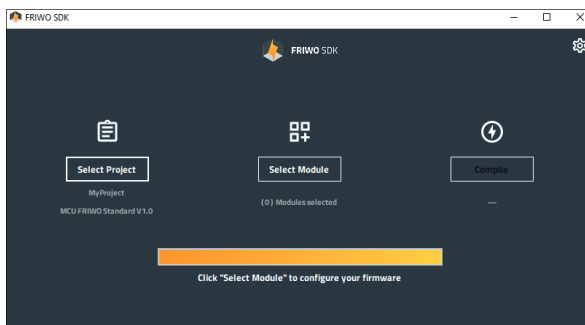 FRIWO SDK
FRIWO SDK
Select Project
Select Module
Compile
MyProject
MCU FRIWO Standard V1.0
(0) Modules selected
—
Click "Select Module" to configure your firmware